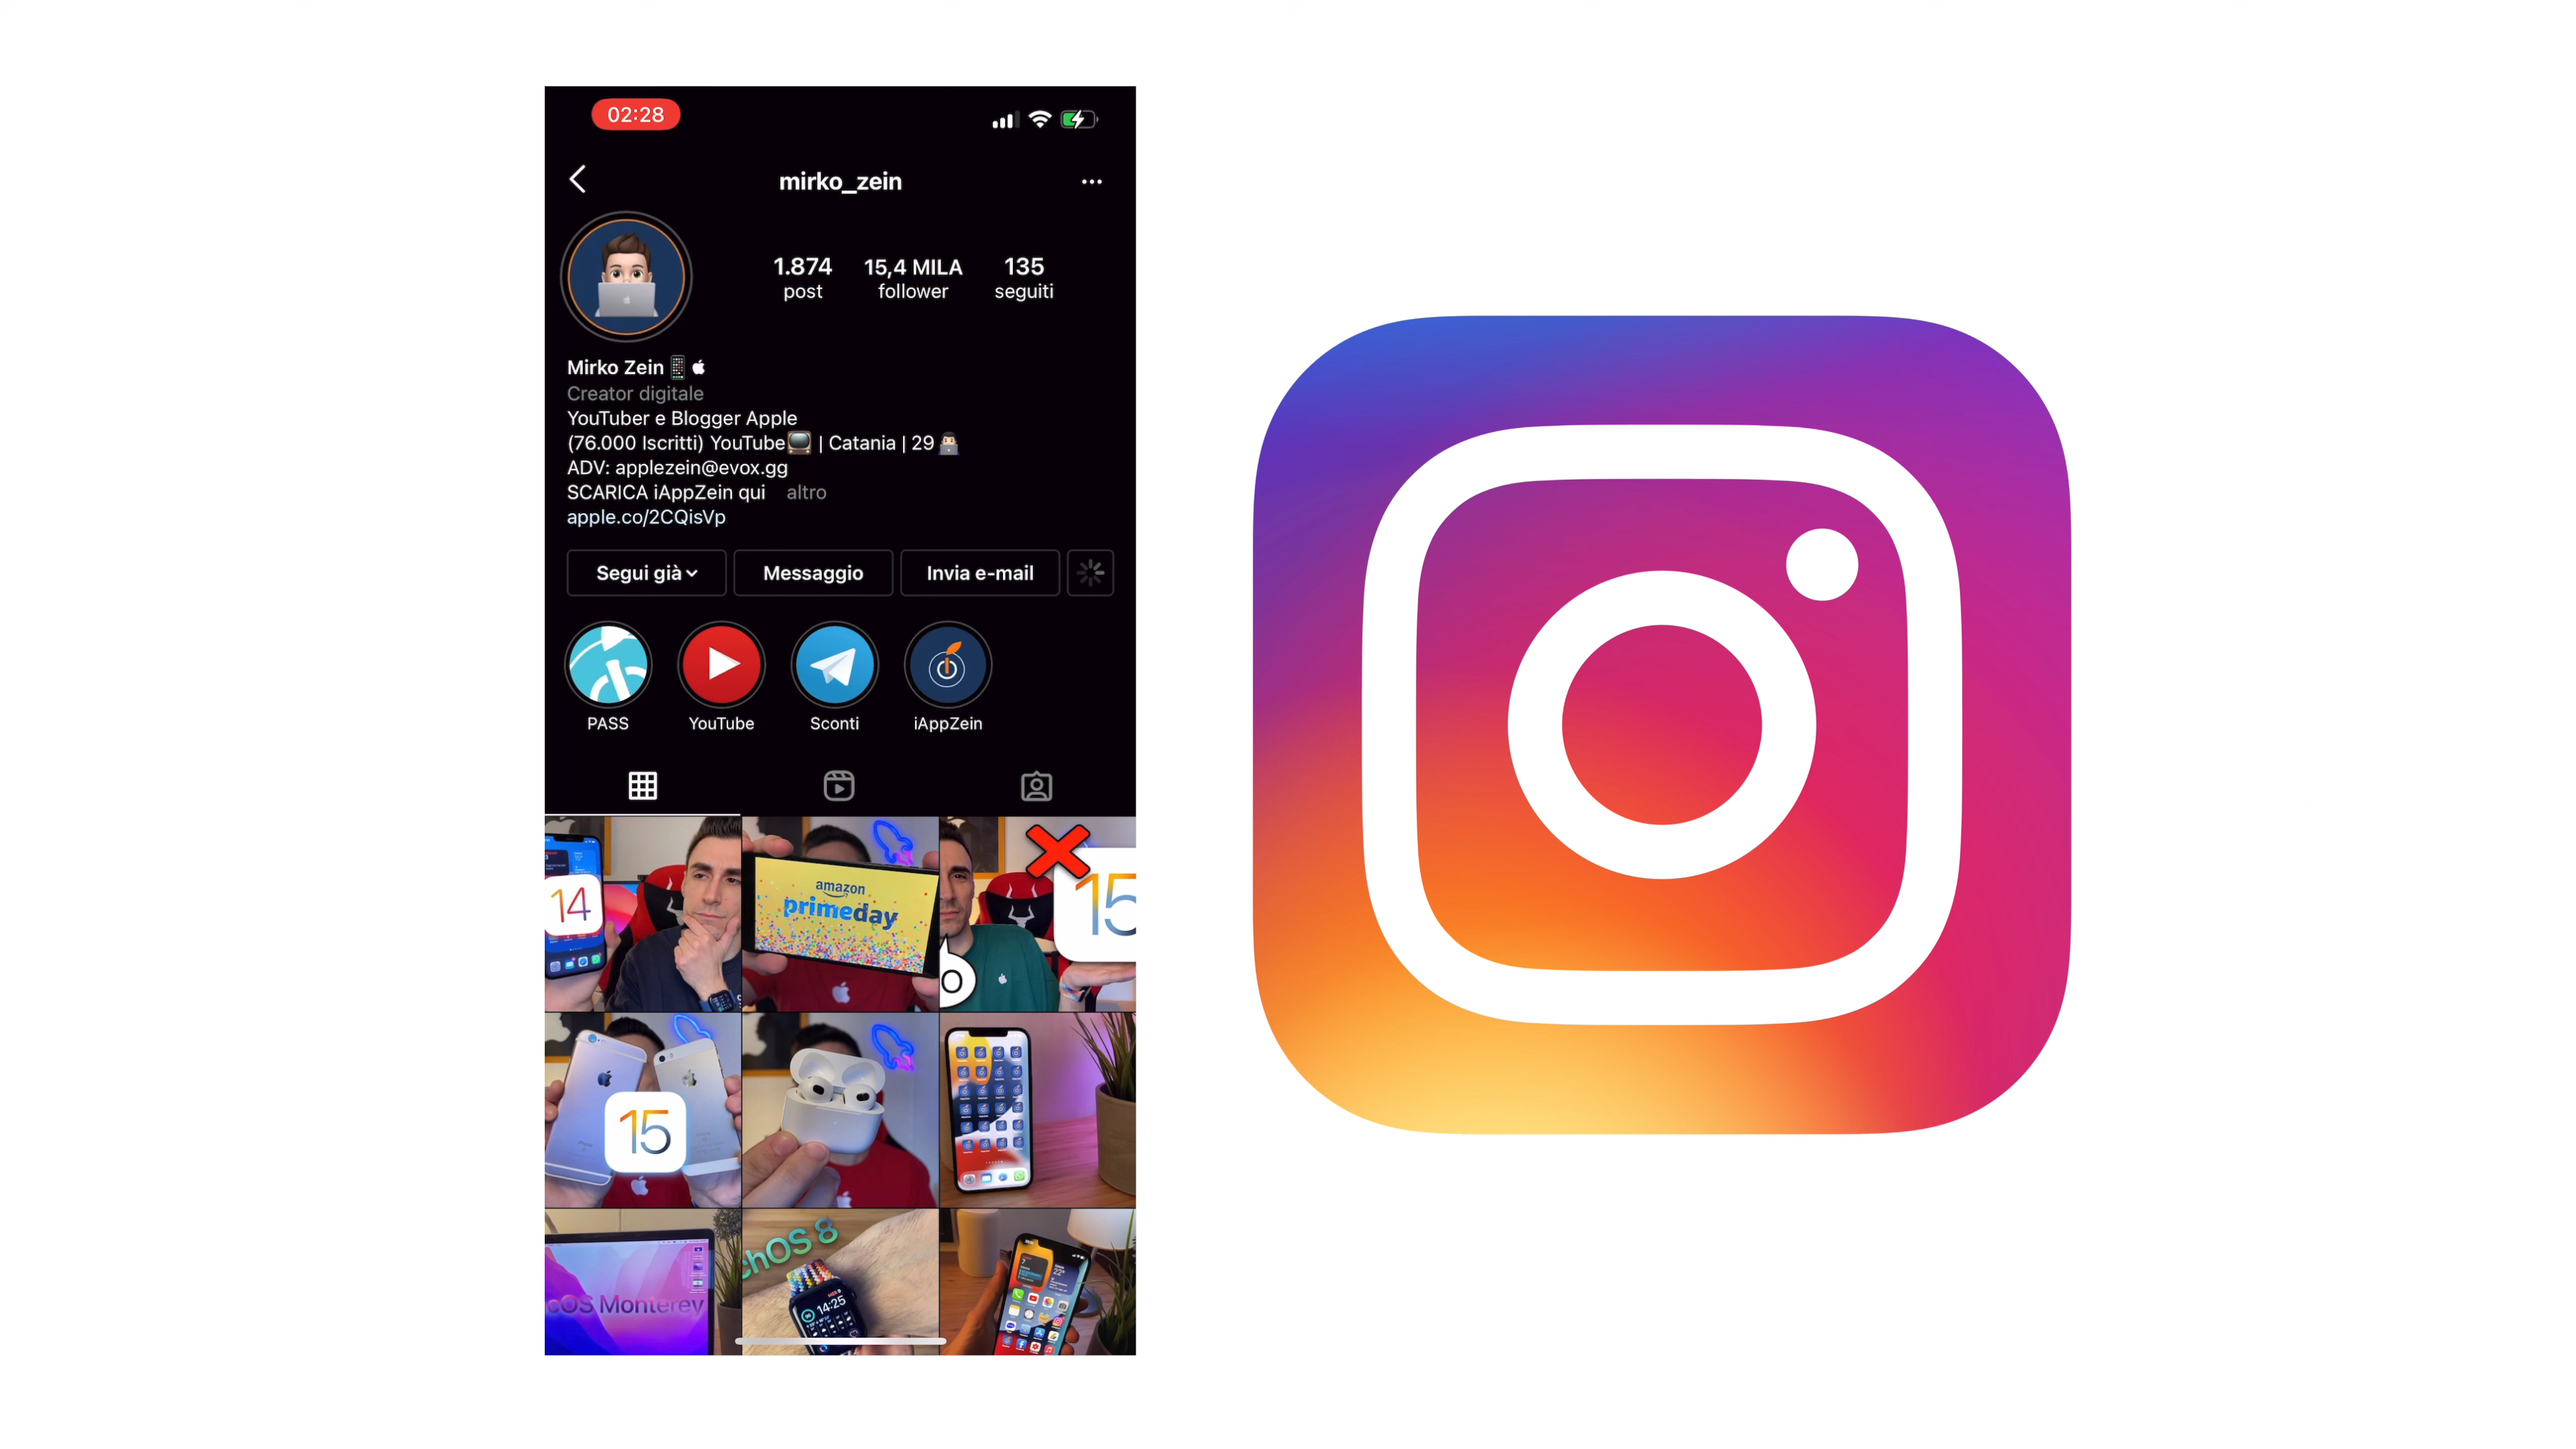 02:28
mirko_zein
1.874
post
15,4 MILA
follower
135
seguiti
Mirko Zein
Creator digitale
YouTuber e Blogger Apple
(76.000 Iscritti) YouTube | Catania | 29
ADV: applezein@evox.gg
SCARICA iAppZein qui altro
apple.co/2CQisVp
Segui già
Messaggio
Invia e-mail
PASS
YouTube
Sconti
iAppZein
14
amazon
primeday
O
15
15
cOS Monterey
chOS 8
14:25